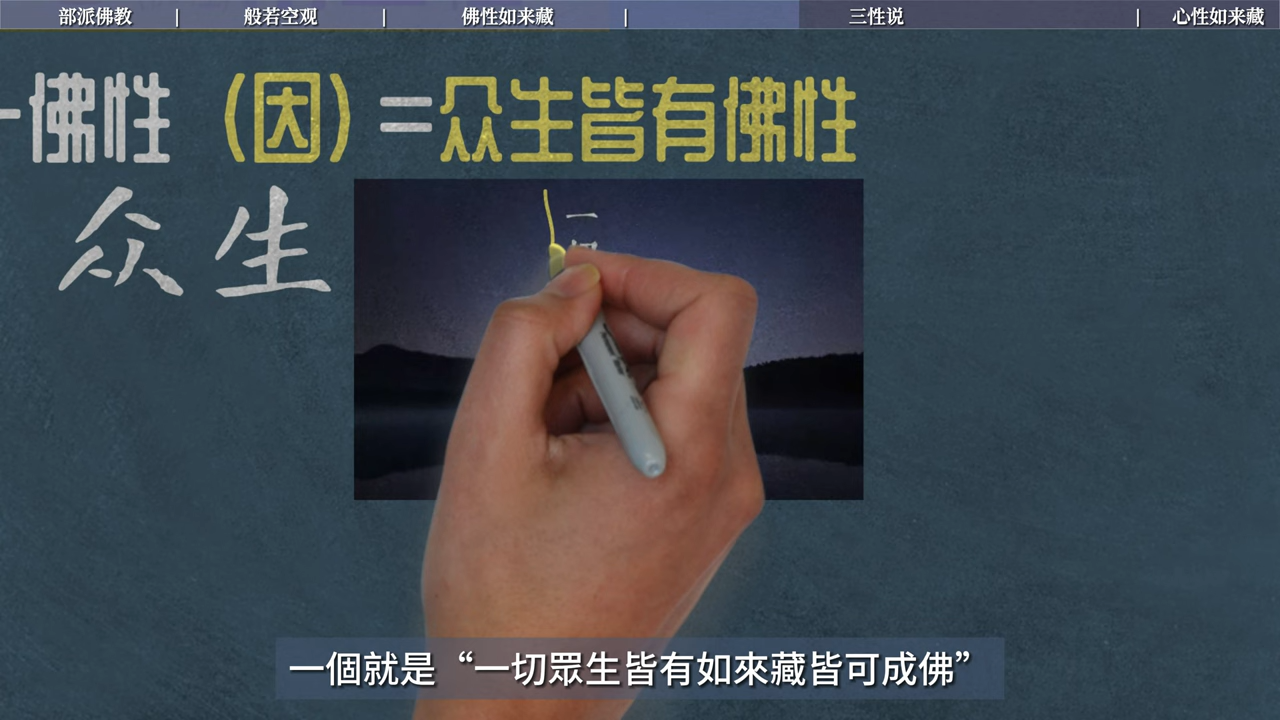 部派佛教 | 般若空观 | 佛性如来藏 | 三性说 | 心性如来藏
佛性（因）=众生皆有佛性
众生
一個就是“一切眾生皆有如來藏皆可成佛”